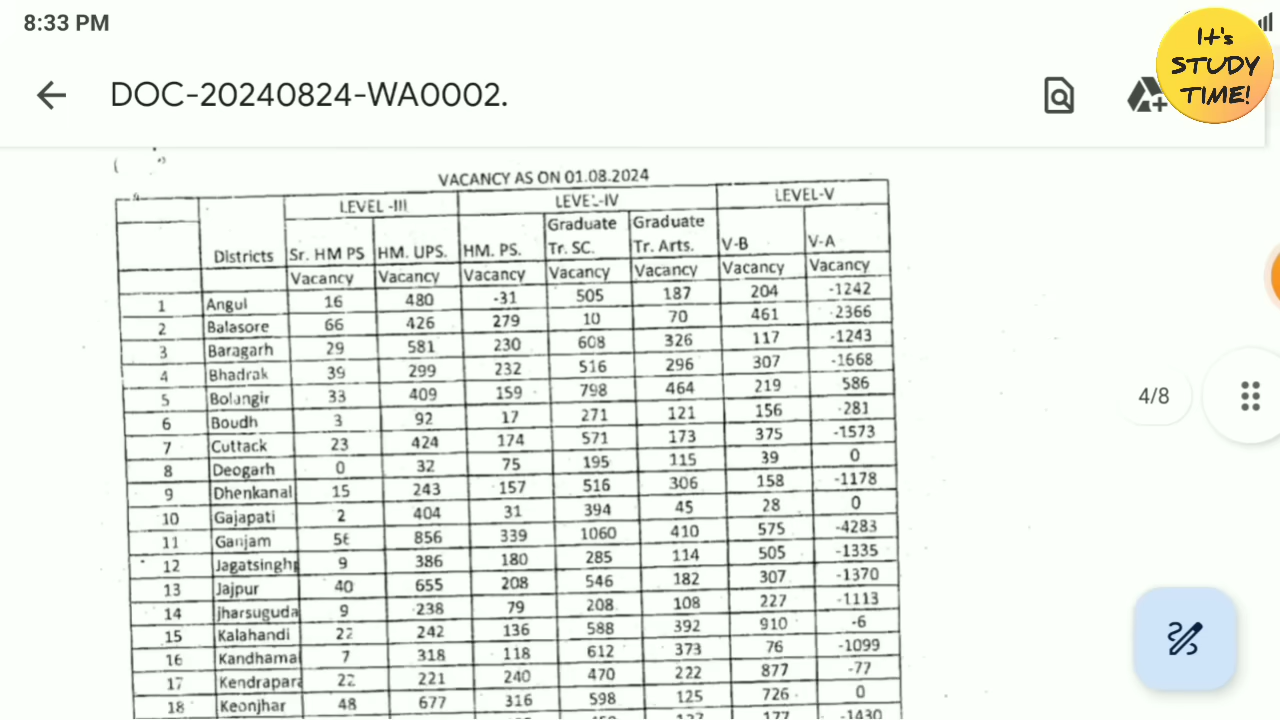 8:33 PM
It's
STUDY
TIME!
DOC-20240824-WA0002.
VACANCY AS ON 01.08.2024
LEVEL -III LEVEL-IV LEVEL-V
Districts Sr. HM PS HM. UPS. HM. PS. Graduate Tr. SC. Graduate Tr. Arts. V-B V-A
Vacancy Vacancy Vacancy Vacancy Vacancy Vacancy Vacancy
1 Angul 16 480 -31 505 187 204 -1242
2 Balasore 66 426 279 10 70 461 -2366
3 Baragarh 29 581 230 608 326 117 -1243
4 Bhadrak 39 299 232 516 296 307 -1668
5 Bolangir 33 409 159 798 464 219 586
6 Boudh 3 92 17 271 121 156 -281
7 Cuttack 23 424 174 571 173 375 -1573
8 Deogarh 0 32 75 195 115 39 0
9 Dhenkanal 15 243 157 516 306 158 -1178
10 Gajapati 2 404 31 394 45 28 0
11 Ganjam 856 339 1060 410 575 -4283
12 Jagatsingh 9 386 180 285 114 505 -1335
13 Jajpur 40 655 208 546 182 307 -1370
14 jharsuguda 9 238 79 208 108 227 -1113
15 Kalahandi 22 242 136 588 392 910 -6
16 Kandhama 7 318 118 612 373 76 -1099
17 Kendrapara 22 221 240 470 222 877 -77
18 Keonjhar 48 677 316 598 125 726 0
177 -1430
4/8